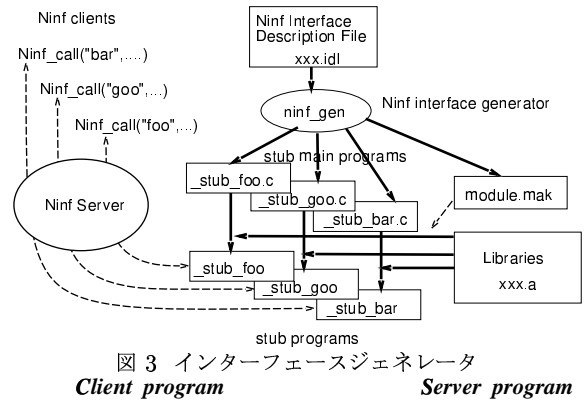 Ninf clients
Ninf_call("bar",....)
Ninf_call("goo",...)
Ninf_call("foo",...)
Ninf Interface
Description File
xxx.idl
ninf_gen
Ninf interface generator
stub main programs
_stub_foo.c
_stub_goo.c
_stub_bar.c
module.mak
Ninf Server
Libraries
xxx.a
_stub_foo
_stub_goo
_stub_bar
stub programs
図 3 インターフェースジェネレータ
Client program
Server program